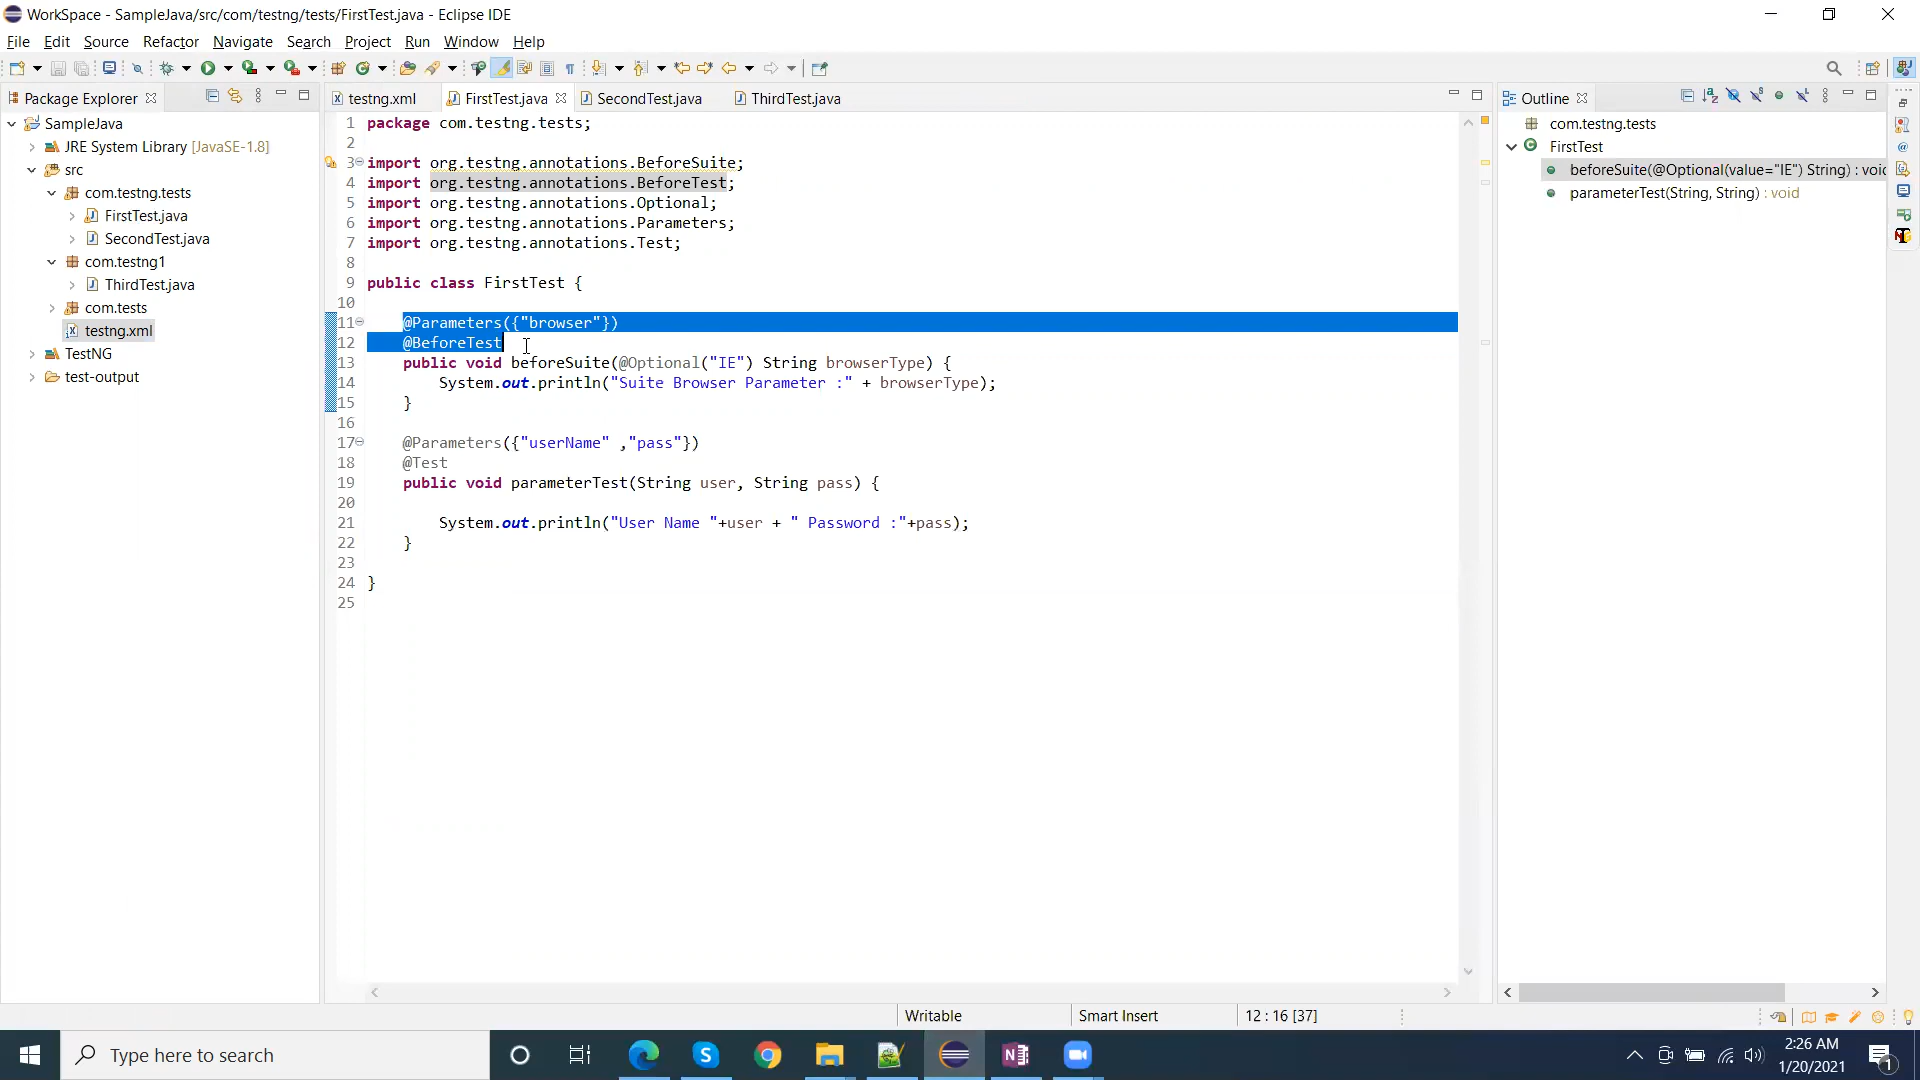 WorkSpace - SampleJava/src/com/testng/tests/FirstTest.java - Eclipse IDE
File Edit Source Refactor Navigate Search Project Run Window Help
Package Explorer
testng.xml FirstTest.java SecondTest.java ThirdTest.java
Outline
SampleJava
JRE System Library [JavaSE-1.8]
src
com.testng.tests
FirstTest.java
SecondTest.java
com.testng1
ThirdTest.java
com.tests
testng.xml
TestNG
test-output
1 package com.testng.tests;
2
3 import org.testng.annotations.BeforeSuite;
4 import org.testng.annotations.BeforeTest;
5 import org.testng.annotations.Optional;
6 import org.testng.annotations.Parameters;
7 import org.testng.annotations.Test;
8
9 public class FirstTest {
10
11 @Parameters({"browser"})
12 @BeforeTest
13 public void beforeSuite(@Optional("IE") String browserType) {
14 System.out.println("Suite Browser Parameter :" + browserType);
15 }
16
17 @Parameters({"userName" ,"pass"})
18 @Test
19 public void parameterTest(String user, String pass) {
20
21 System.out.println("User Name "+user + " Password :"+pass);
22 }
23
24 }
25
com.testng.tests
FirstTest
beforeSuite(@Optional(value="IE") String) : voic
parameterTest(String, String) : void
Writable Smart Insert 12 : 16 [37]
Type here to search
2:26 AM
1/20/2021
1